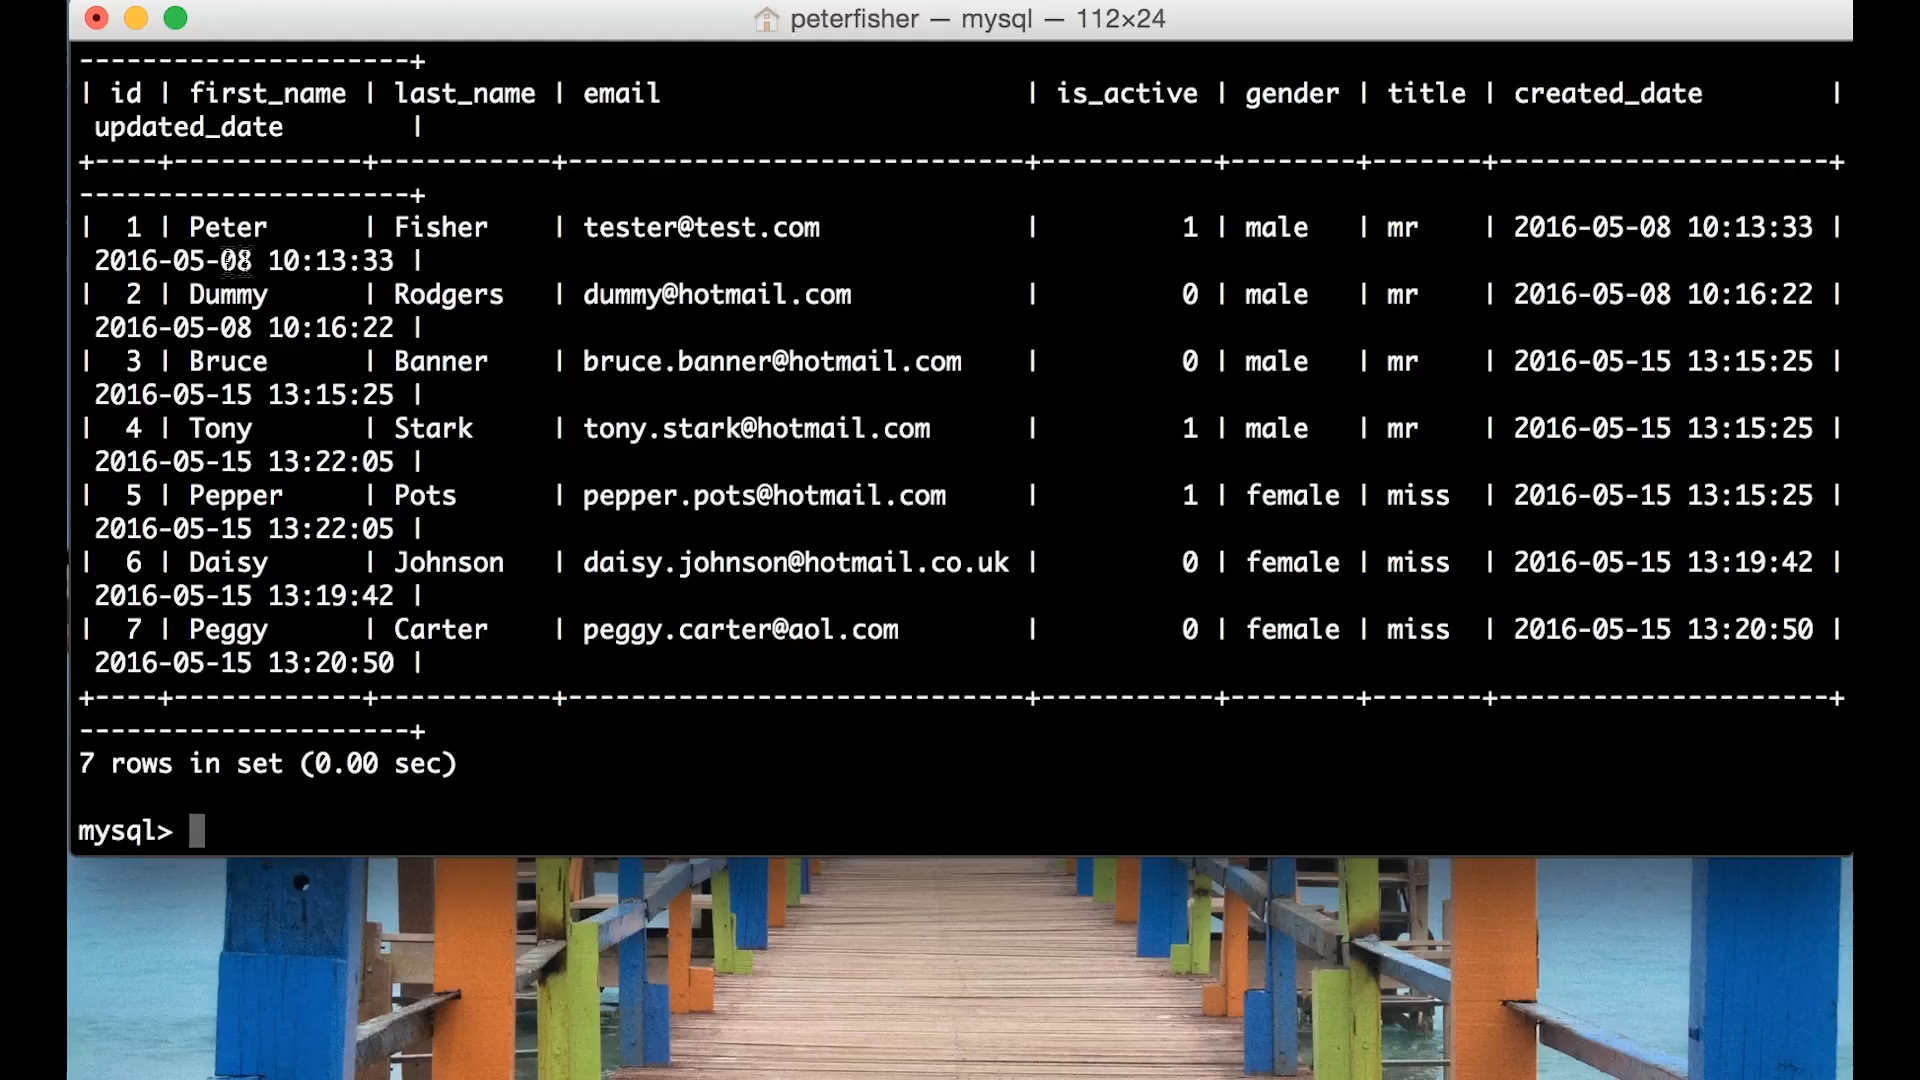 peterfisher — mysql — 112×24
---------------------+
| id | first_name | last_name | email                       | is_active | gender | title | created_date        |
 updated_date        |
+----+------------+-----------+-----------------------------+-----------+--------+-------+---------------------+
---------------------+
|  1 | Peter      | Fisher    | tester@test.com             |         1 | male   | mr    | 2016-05-08 10:13:33 |
 2016-05-08 10:13:33 |
|  2 | Dummy      | Rodgers   | dummy@hotmail.com           |         0 | male   | mr    | 2016-05-08 10:16:22 |
 2016-05-08 10:16:22 |
|  3 | Bruce      | Banner    | bruce.banner@hotmail.com    |         0 | male   | mr    | 2016-05-15 13:15:25 |
 2016-05-15 13:15:25 |
|  4 | Tony       | Stark     | tony.stark@hotmail.com      |         1 | male   | mr    | 2016-05-15 13:15:25 |
 2016-05-15 13:22:05 |
|  5 | Pepper     | Pots      | pepper.pots@hotmail.com     |         1 | female | miss  | 2016-05-15 13:15:25 |
 2016-05-15 13:22:05 |
|  6 | Daisy      | Johnson   | daisy.johnson@hotmail.co.uk |         0 | female | miss  | 2016-05-15 13:19:42 |
 2016-05-15 13:19:42 |
|  7 | Peggy      | Carter    | peggy.carter@aol.com        |         0 | female | miss  | 2016-05-15 13:20:50 |
 2016-05-15 13:20:50 |
+----+------------+-----------+-----------------------------+-----------+--------+-------+---------------------+
---------------------+
7 rows in set (0.00 sec)
mysql>